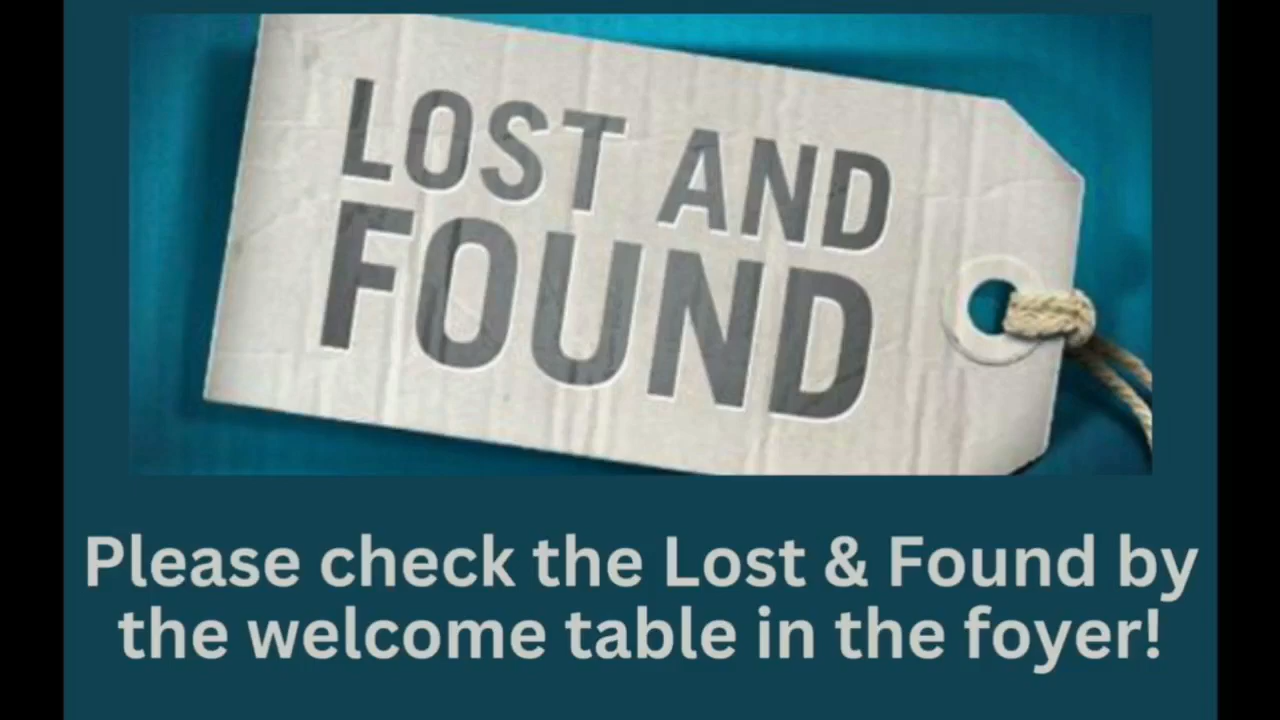 LOST AND
FOUND
Please check the Lost & Found by
the welcome table in the foyer!